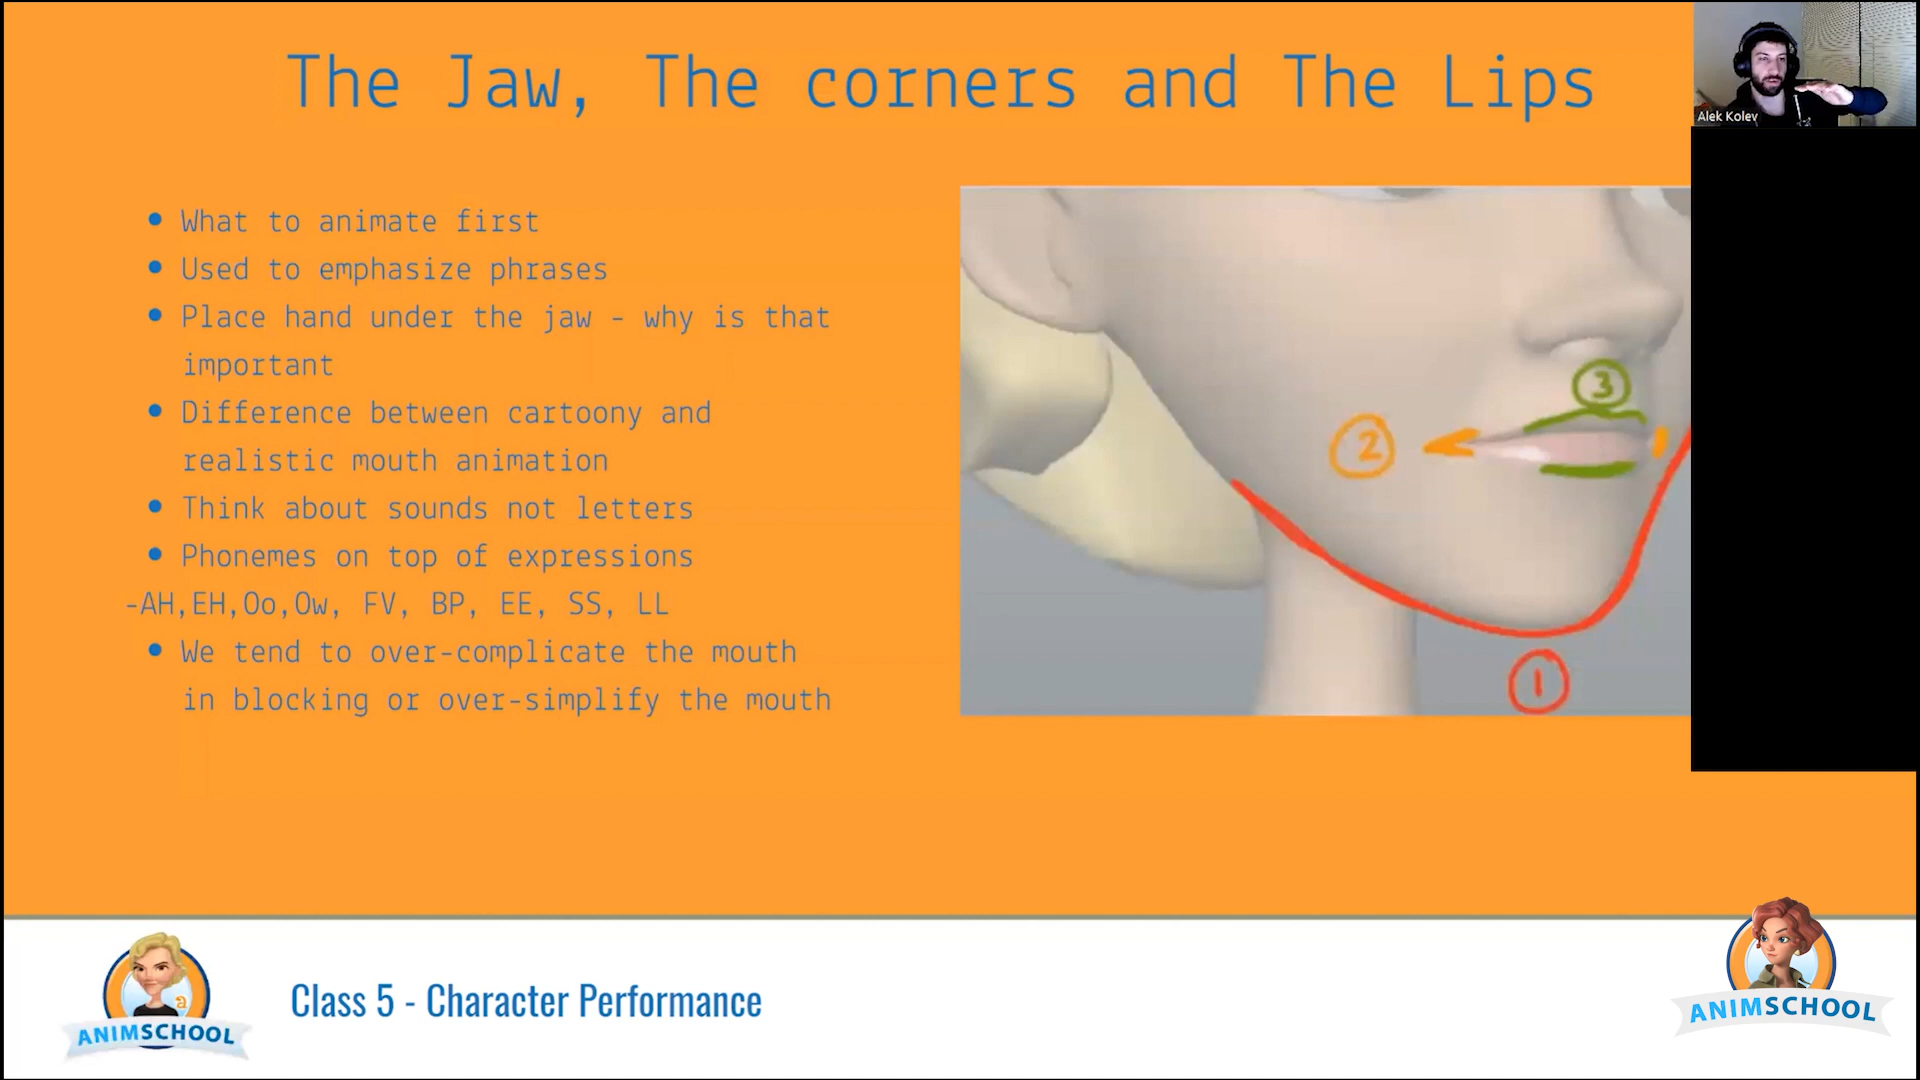 The Jaw, The corners and The Lips
Alek Kolev
What to animate first
Used to emphasize phrases
Place hand under the jaw - why is that
important
Difference between cartoony and
realistic mouth animation
Think about sounds not letters
Phonemes on top of expressions
-AH,EH,Oo,Ow, FV, BP, EE, SS, LL
We tend to over-complicate the mouth
in blocking or over-simplify the mouth
3
2
1
a
ANIMSCHOOL
Class 5 - Character Performance
ANIMSCHOOL